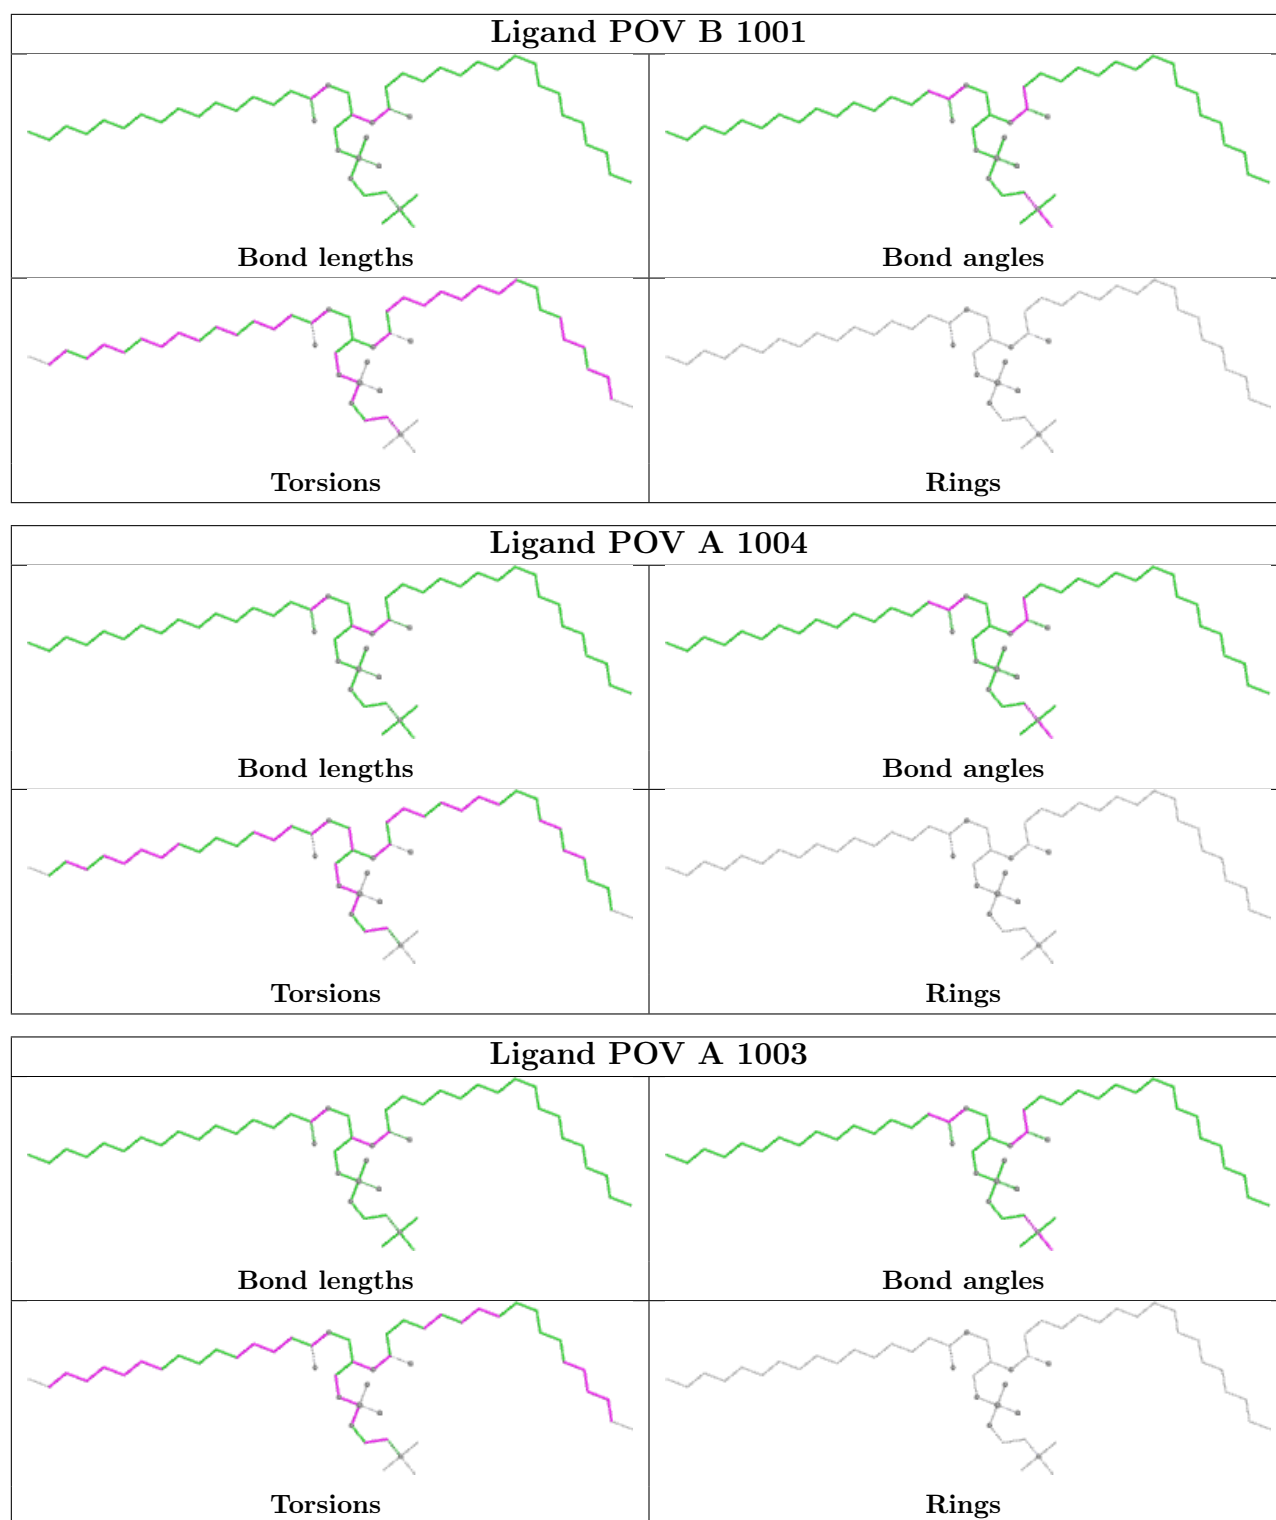 Ligand POV B 1001
Bond lengths
Bond angles
Torsions
Rings
Ligand POV A 1004
Bond lengths
Bond angles
Torsions
Rings
Ligand POV A 1003
Bond lengths
Bond angles
Torsions
Rings